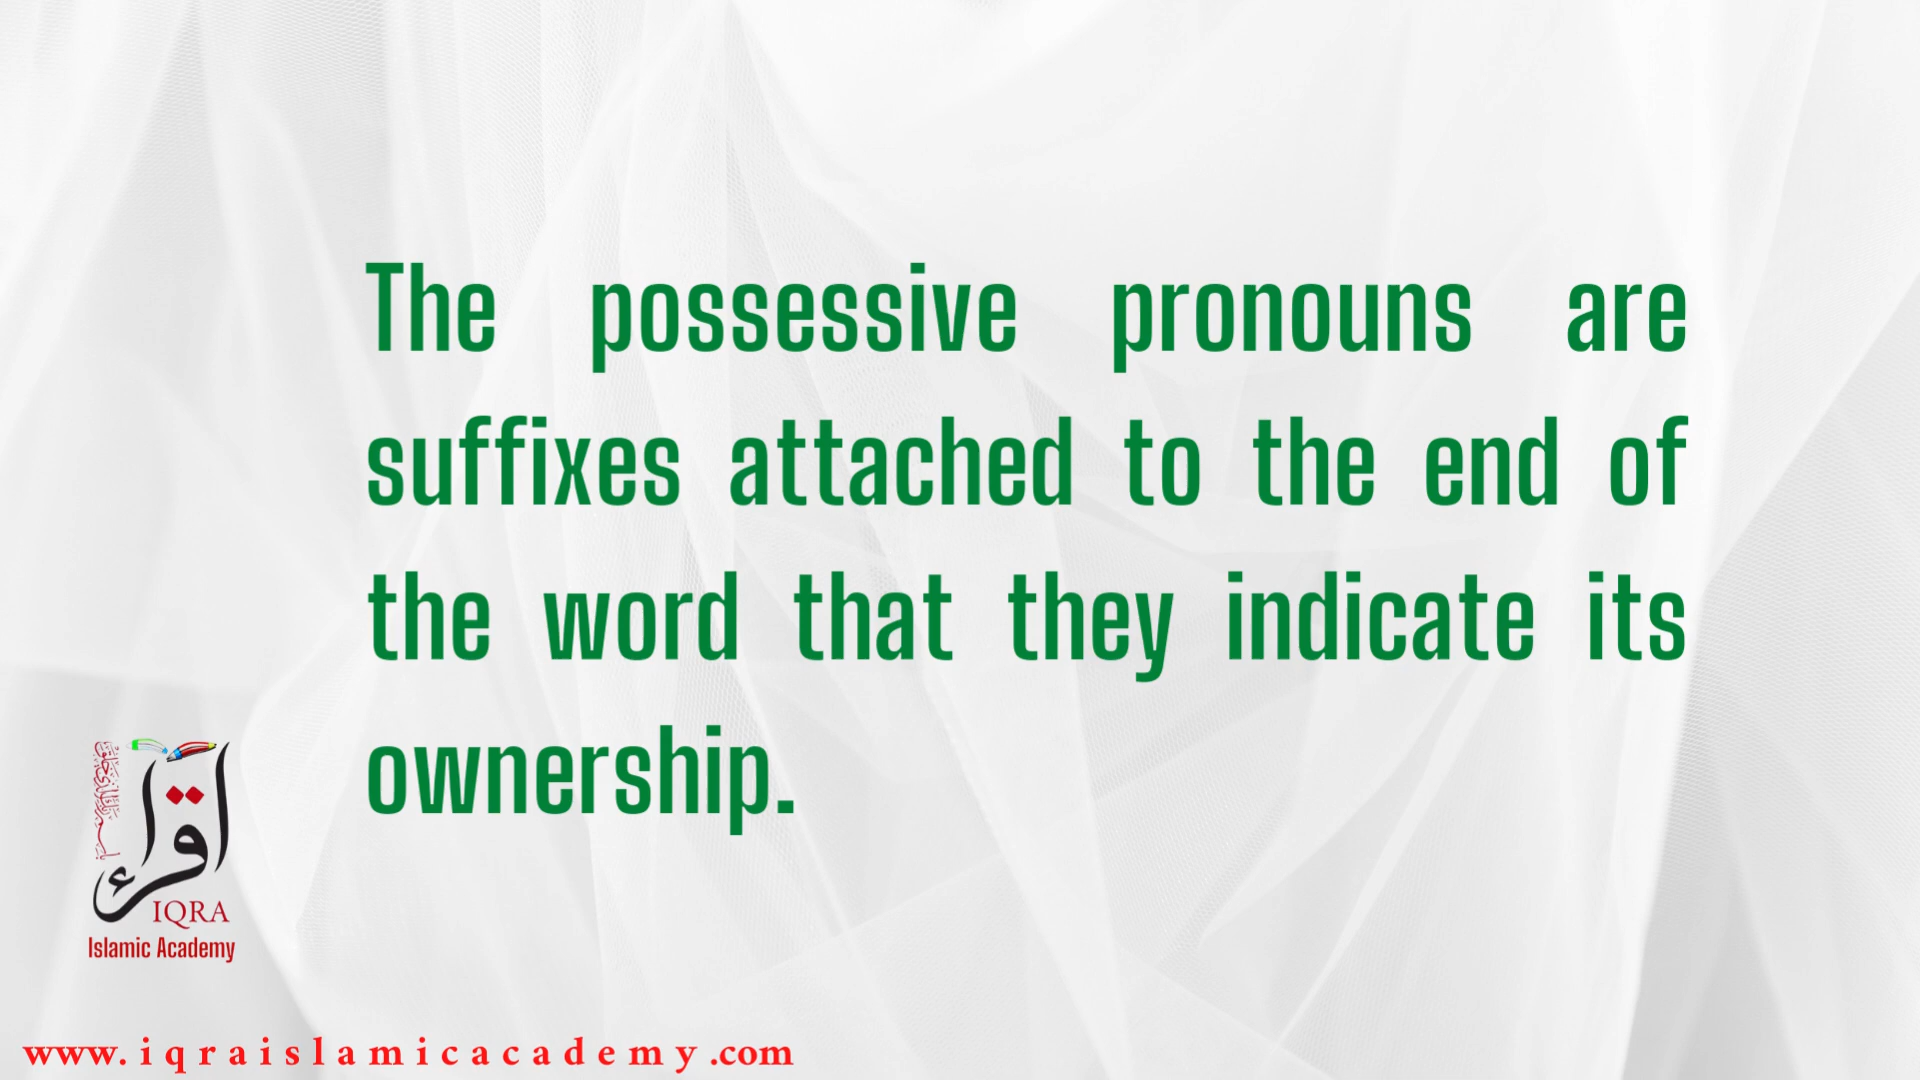 The possessive pronouns are
suffixes attached to the end of
the word that they indicate its
ownership.
اقرأ
IQRA
Islamic Academy
www.iqraislamicacademy.com